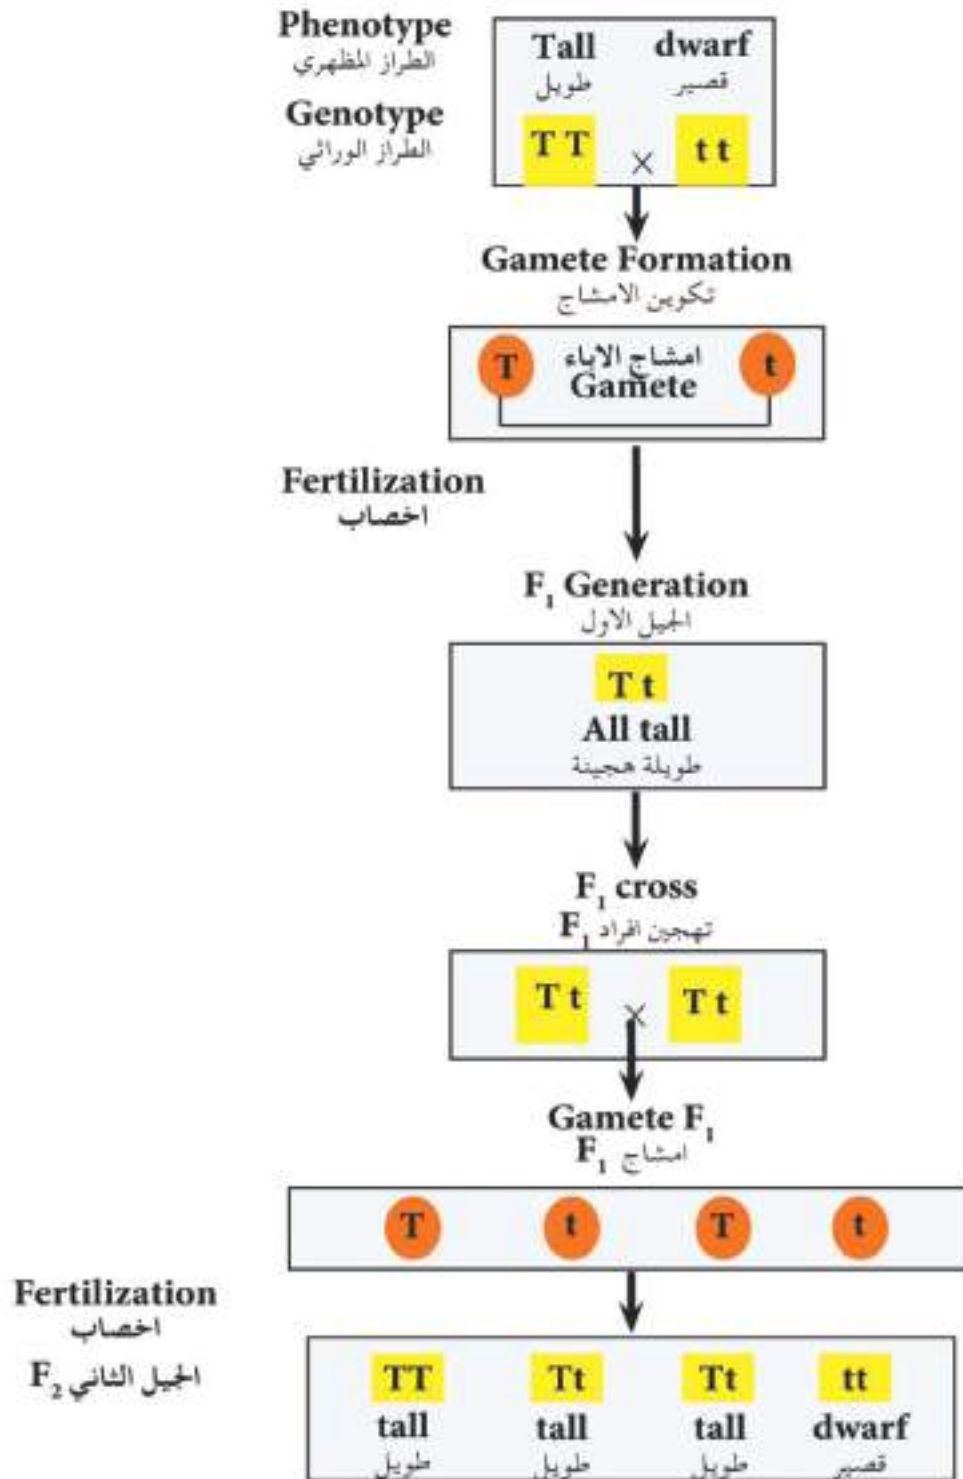 Phenotype
الطراز المظهري
Tall dwarf
طويل قصير
Genotype
الطراز الوراثي
T T × t t
Gamete Formation
تكوين الامشاج
T امشاج الاباء t
Gamete
Fertilization
اخصاب
F₁ Generation
الجيل الاول
T t
All tall
طويلة هجينة
F₁ cross
تهجين افراد F₁
T t × T t
Gamete F₁
امشاج F₁
T t T t
Fertilization
اخصاب
الجيل الثاني F₂
TT Tt Tt tt
tall tall tall dwarf
طويل طويل طويل قصير